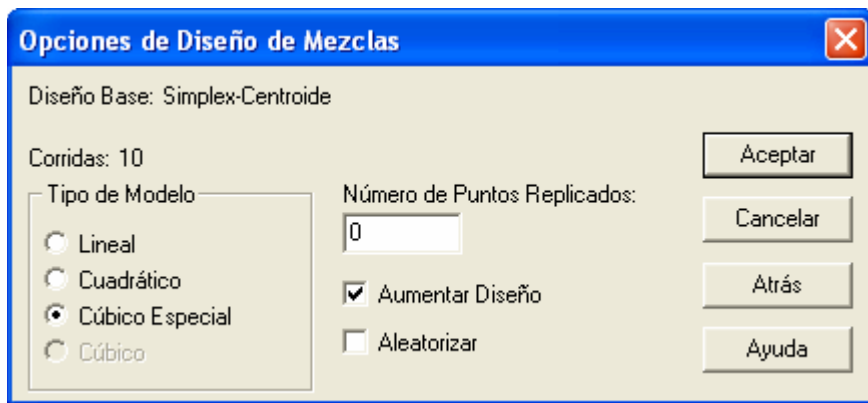 Opciones de Diseño de Mezclas
Diseño Base: Simplex-Centroide
Corridas: 10
Tipo de Modelo
Lineal
Cuadrático
Cúbico Especial
Cúbico
Número de Puntos Replicados:
0
Aumentar Diseño
Aleatorizar
Aceptar
Cancelar
Atrás
Ayuda